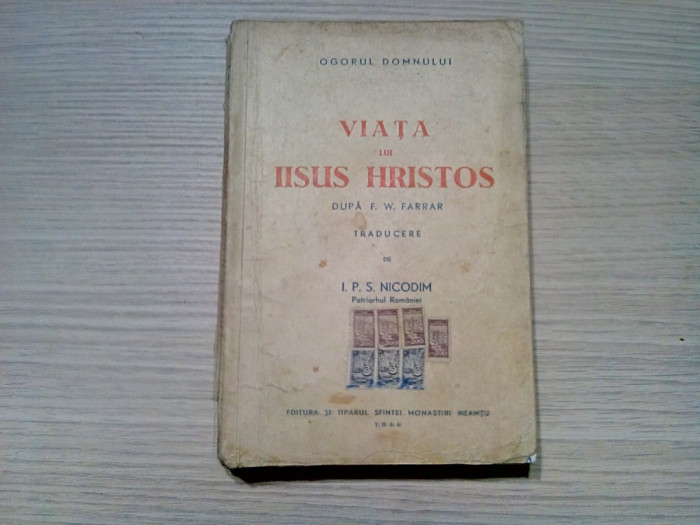 OGORUL DOMNULUI
VIAȚA
LUI
IISUS HRISTOS
DUPĂ F. W. FARRAR
TRADUCERE
DE
I. P. S. NICODIM
Patriarhul României
EDITURA ȘI TIPARUL SFINTEI MONASTIRI NEAMȚU
1944